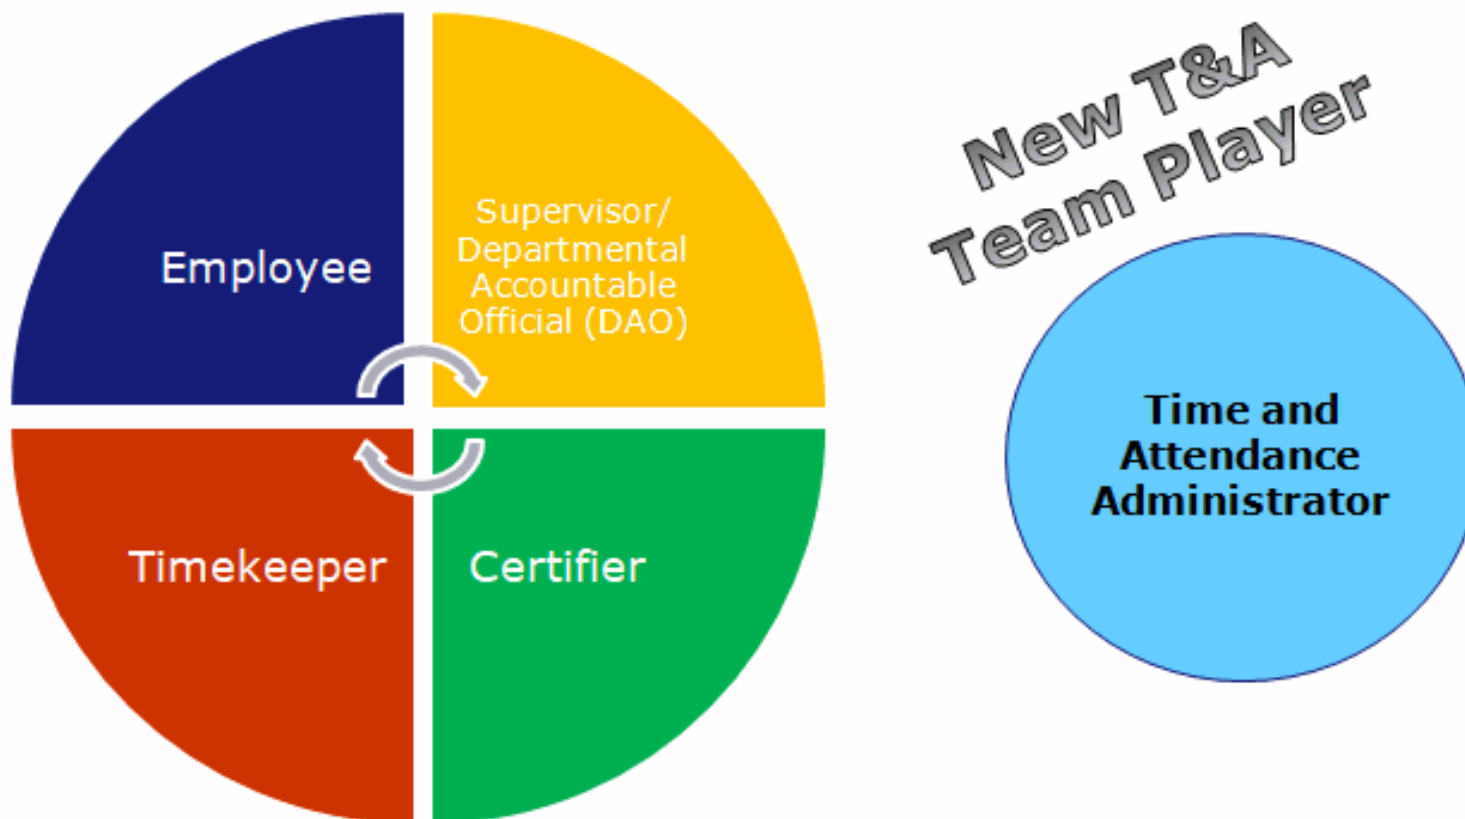 Employee
Supervisor/
Departmental
Accountable
Official (DAO)
Timekeeper
Certifier
New T&A
Team Player
Time and
Attendance
Administrator